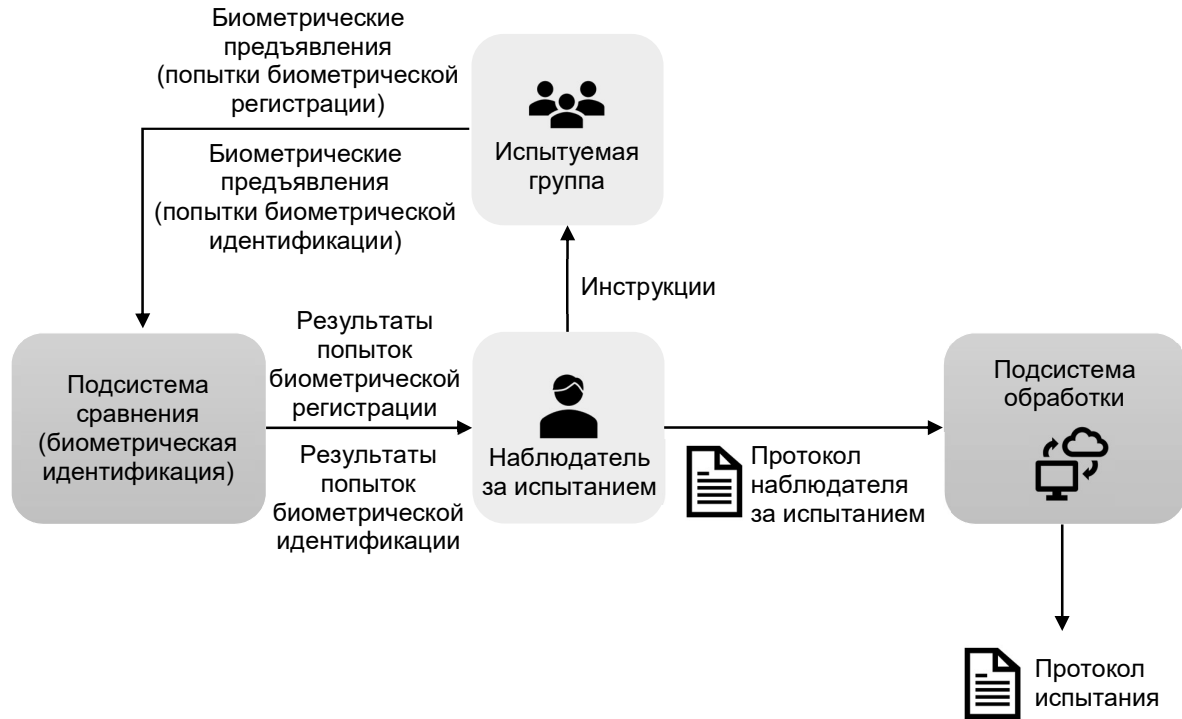 Биометрические
предъявления
(попытки биометрической
регистрации)
Биометрические
предъявления
(попытки биометрической
идентификации)
Испытуемая
группа
Инструкции
Подсистема
сравнения
(биометрическая
идентификация)
Результаты
попыток
биометрической
регистрации
Результаты
попыток
биометрической
идентификации
Наблюдатель
за испытанием
Протокол
наблюдателя
за испытанием
Подсистема
обработки
Протокол
испытания